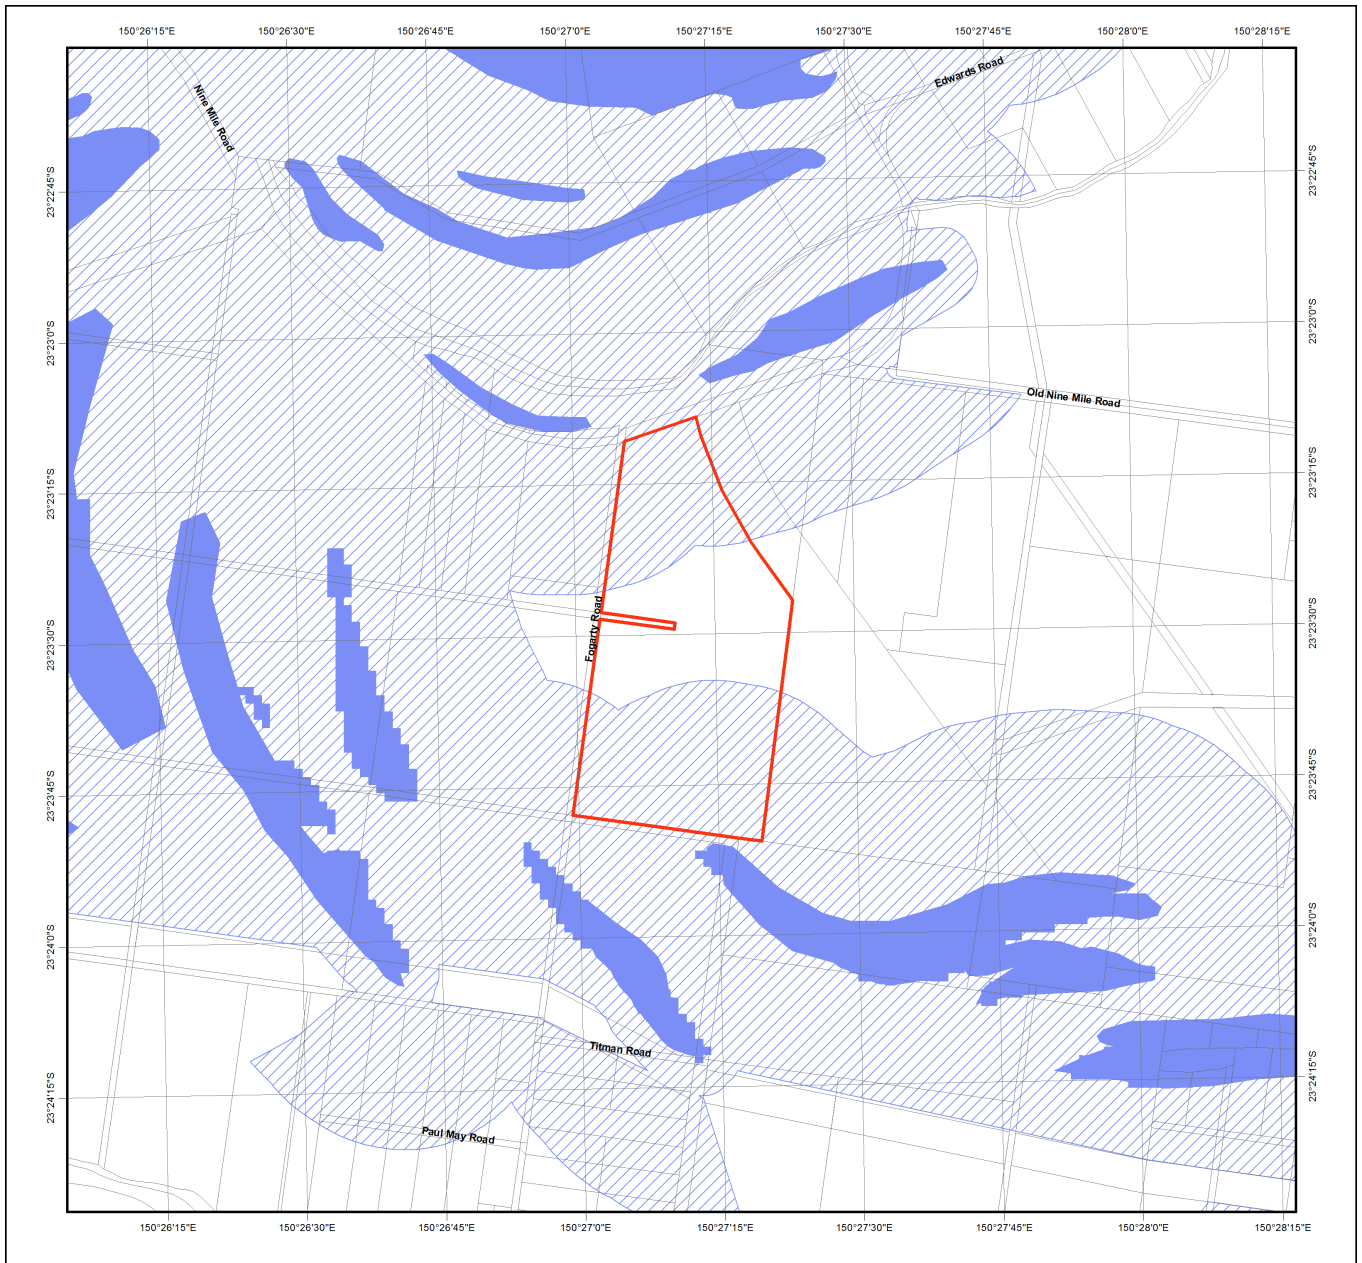 150°26'15"E 150°26'30"E 150°26'45"E 150°27'0"E 150°27'15"E 150°27'30"E 150°27'45"E 150°28'0"E 150°28'15"E
Edwards Road
Nine Mile Road
23°22'45"S 23°22'45"S
23°23'0"S 23°23'0"S
Old Nine Mile Road
23°23'15"S 23°23'15"S
Fogarty Road
23°23'30"S 23°23'30"S
23°23'45"S 23°23'45"S
23°24'0"S 23°24'0"S
Titman Road
23°24'15"S 23°24'15"S
Paul May Road
150°26'15"E 150°26'30"E 150°26'45"E 150°27'0"E 150°27'15"E 150°27'30"E 150°27'45"E 150°28'0"E 150°28'15"E